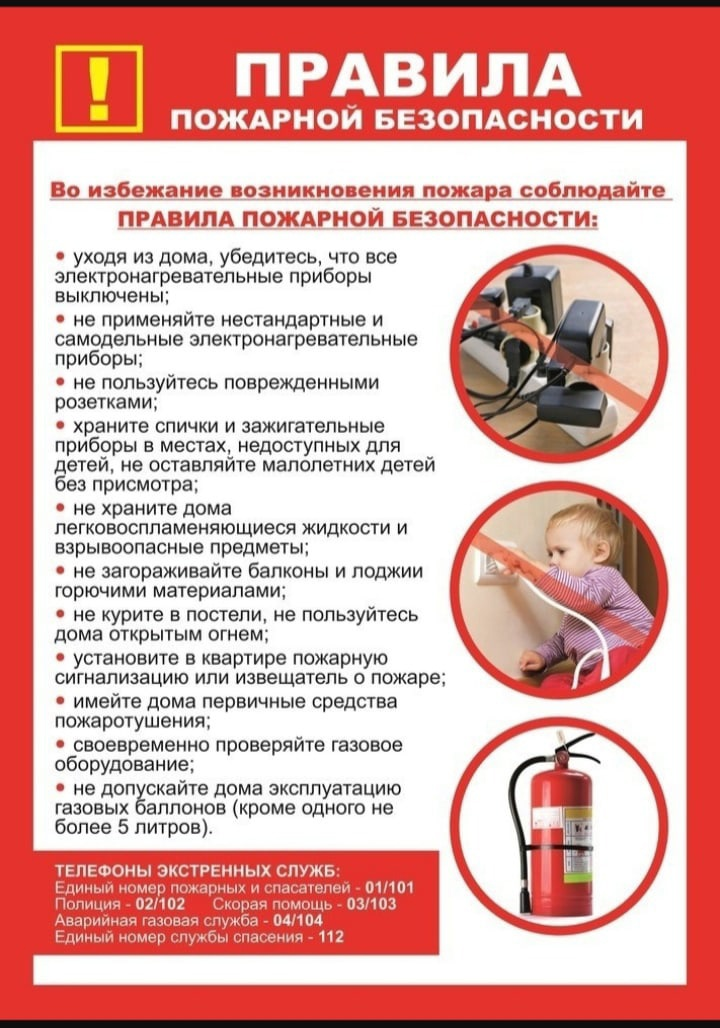 !
ПРАВИЛА
ПОЖАРНОЙ БЕЗОПАСНОСТИ
Во избежание возникновения пожара соблюдайте
ПРАВИЛА ПОЖАРНОЙ БЕЗОПАСНОСТИ:
• уходя из дома, убедитесь, что все
электронагревательные приборы
выключены;
• не применяйте нестандартные и
самодельные электронагревательные
приборы;
• не пользуйтесь поврежденными
розетками;
• храните спички и зажигательные
приборы в местах, недоступных для
детей, не оставляйте малолетних детей
без присмотра;
• не храните дома
легковоспламеняющиеся жидкости и
взрывоопасные предметы;
• не загораживайте балконы и лоджии
горючими материалами;
• не курите в постели, не пользуйтесь
дома открытым огнем;
• установите в квартире пожарную
сигнализацию или извещатель о пожаре;
• имейте дома первичные средства
пожаротушения;
• своевременно проверяйте газовое
оборудование;
• не допускайте дома эксплуатацию
газовых баллонов (кроме одного не
более 5 литров).
ТЕЛЕФОНЫ ЭКСТРЕННЫХ СЛУЖБ:
Единый номер пожарных и спасателей - 01/101
Полиция - 02/102 Скорая помощь - 03/103
Аварийная газовая служба - 04/104
Единый номер службы спасения - 112